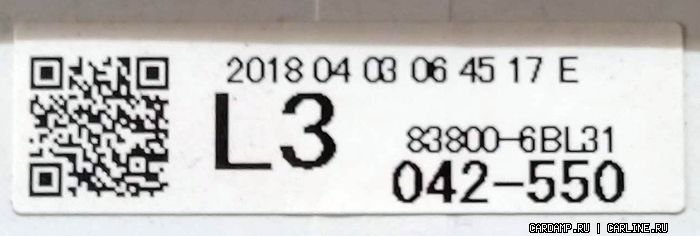 2018 04 03 06 45 17 E
L3
83800-6BL31
042-550
CARDAMP.RU | CARLINE.RU